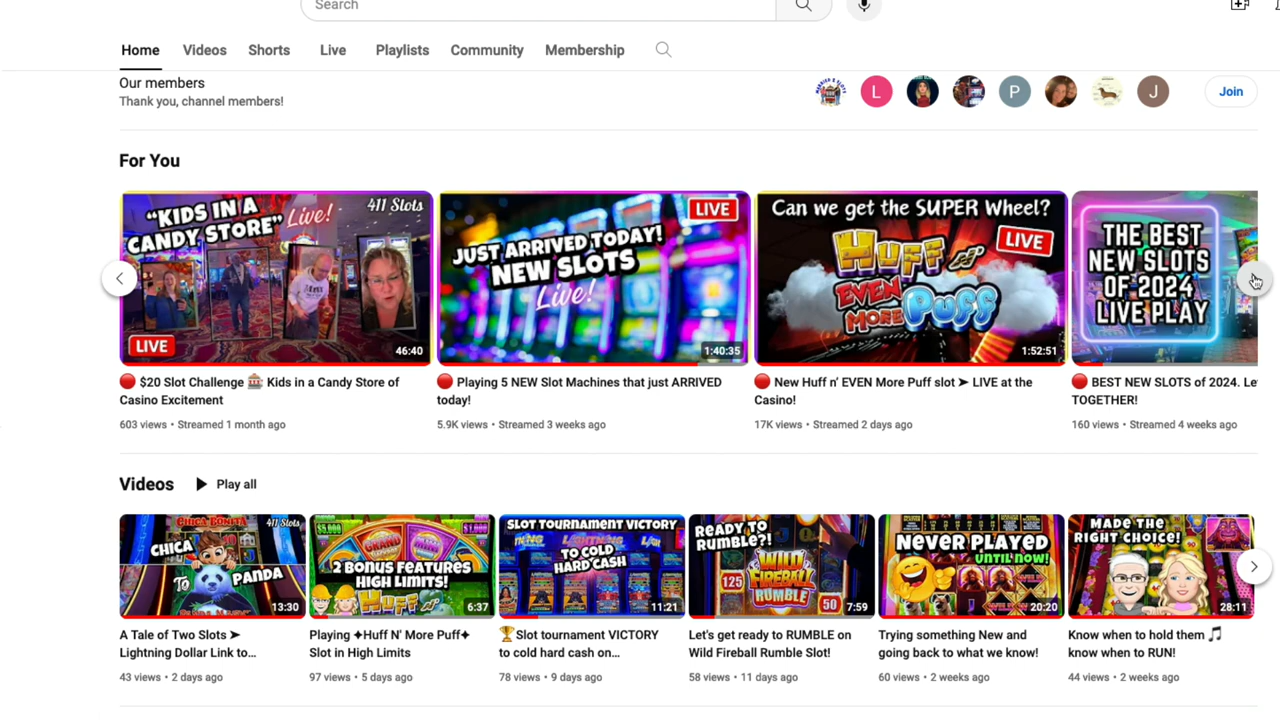 Search
Home Videos Shorts Live Playlists Community Membership
Our members
Thank you, channel members!
L
P
J
Join
For You
"KIDS IN A
CANDY STORE" Live!
411 Slots
LIVE
46:40
JUST ARRIVED TODAY!
NEW SLOTS
Live!
LIVE
1:40:35
Can we get the SUPER Wheel?
LIVE
HUFF N'
EVEN
MORE PUFF
1:52:51
THE BEST
NEW SLOTS
OF 2024
LIVE PLAY
🔴 $20 Slot Challenge 🎰 Kids in a Candy Store of
Casino Excitement
603 views • Streamed 1 month ago
🔴 Playing 5 NEW Slot Machines that just ARRIVED
today!
5.9K views • Streamed 3 weeks ago
🔴 New Huff n’ EVEN More Puff slot ➤ LIVE at the
Casino!
17K views • Streamed 2 days ago
🔴 BEST NEW SLOTS of 2024. Le
TOGETHER!
160 views • Streamed 4 weeks ago
Videos Play all
CHICA BONITA
411 Slots
CHICA
TO
PANDA
13:30
$5,000
GRAND
MINI
2 BONUS FEATURES
HIGH LIMITS!
HUFF N'
6:37
SLOT TOURNAMENT VICTORY
LIGHTNING
TO COLD
HARD CASH
11:21
READY TO
RUMBLE?!
WILD
FIREBALL
RUMBLE
125
50
7:59
NEVER PLAYED
UNTIL NOW!
20:20
MADE THE
RIGHT CHOICE!
28:11
A Tale of Two Slots ➤
Lightning Dollar Link to...
43 views • 2 days ago
Playing ✦Huff N' More Puff✦
Slot in High Limits
97 views • 5 days ago
🏆Slot tournament VICTORY
to cold hard cash on...
78 views • 9 days ago
Let's get ready to RUMBLE on
Wild Fireball Rumble Slot!
58 views • 11 days ago
Trying something New and
going back to what we know!
60 views • 2 weeks ago
Know when to hold them 🎵
know when to RUN!
44 views • 2 weeks ago